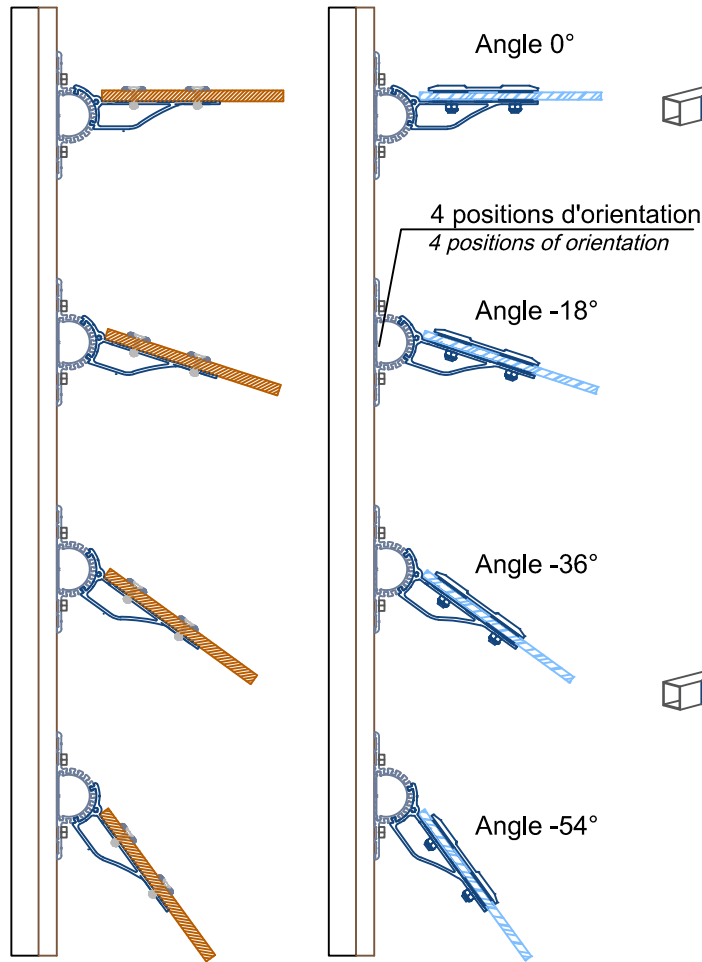 Angle 0°
4 positions d'orientation
4 positions of orientation
Angle -18°
Angle -36°
Angle -54°